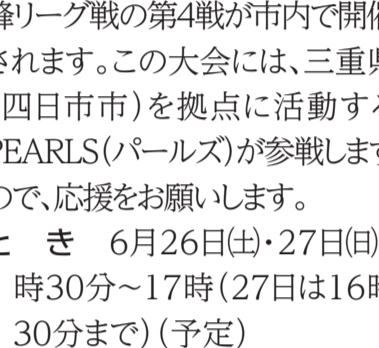 リーグ戦の第4戦が市内で開催
されます。この大会には、三重県
四日市市)を拠点に活動する
PEARLS(パールズ)が参戦します
ので、応援をお願いします。
と き 6月26日㈯・27日㈰
時30分～17時(27日は16時
30分まで)(予定)